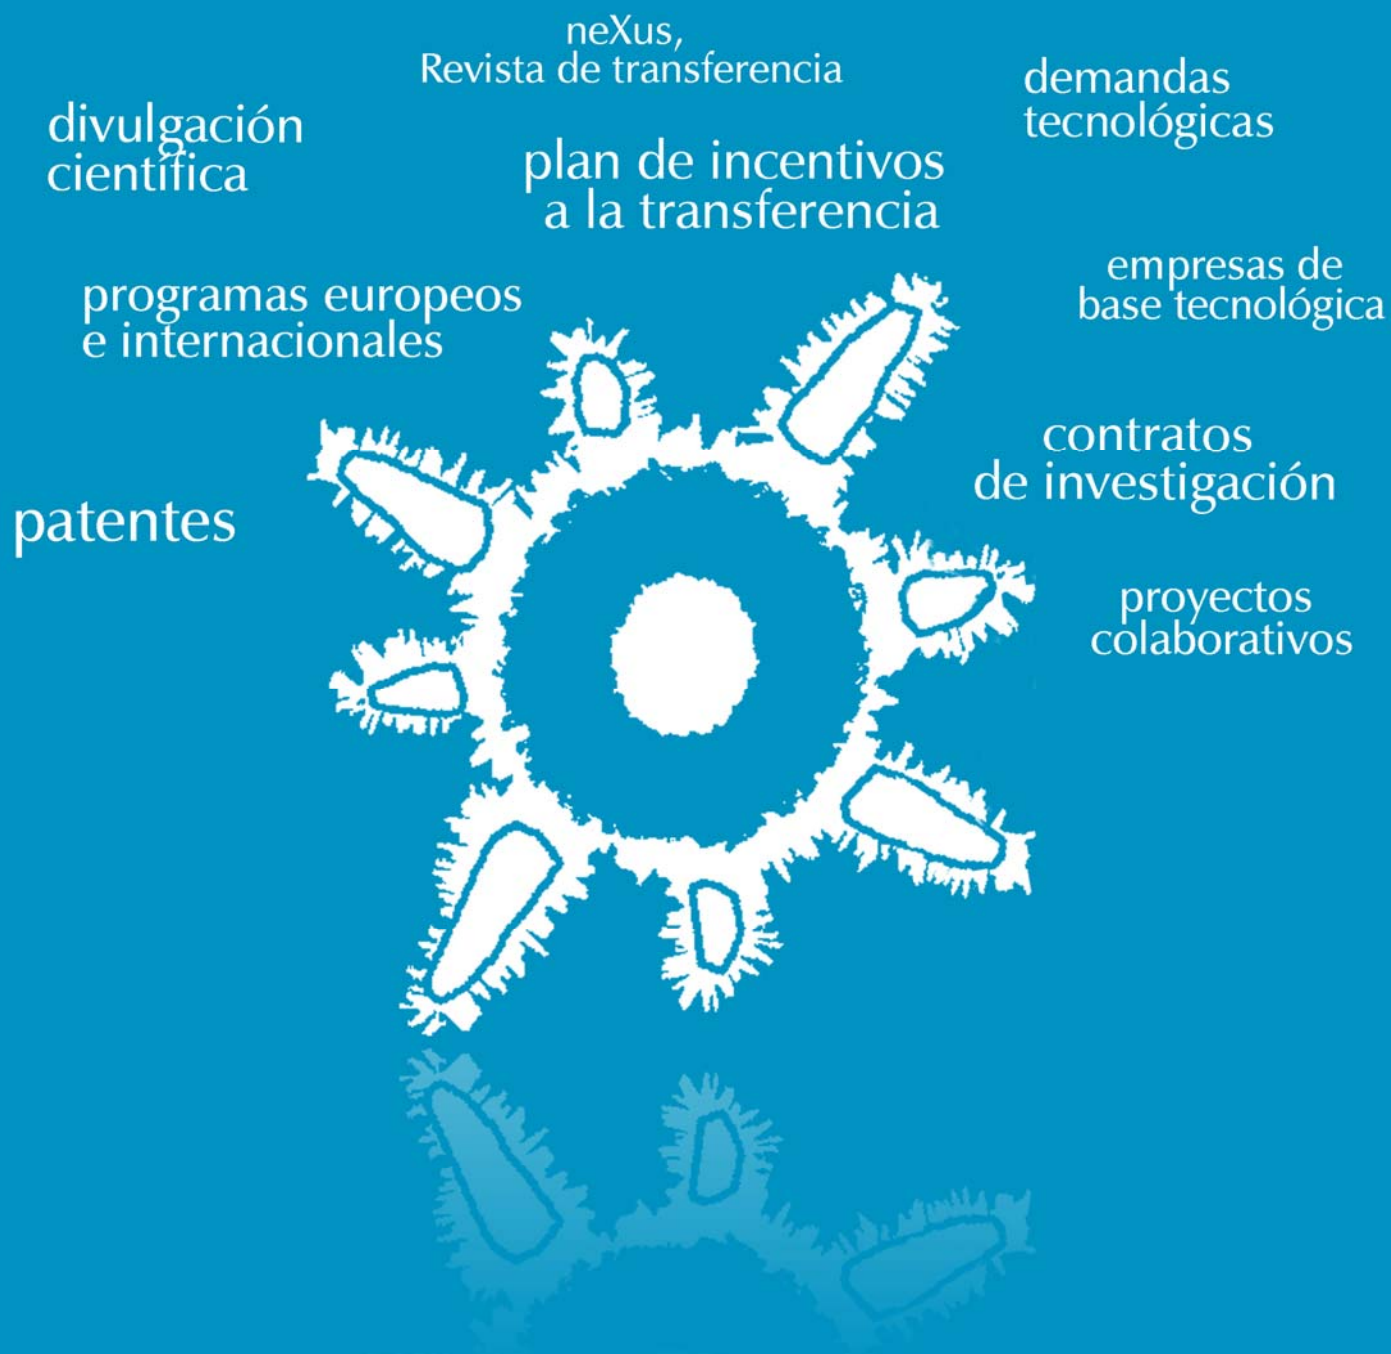 neXus,
Revista de transferencia
demandas
tecnológicas
divulgación
científica
plan de incentivos
a la transferencia
empresas de
base tecnológica
programas europeos
e internacionales
contratos
de investigación
patentes
proyectos
colaborativos